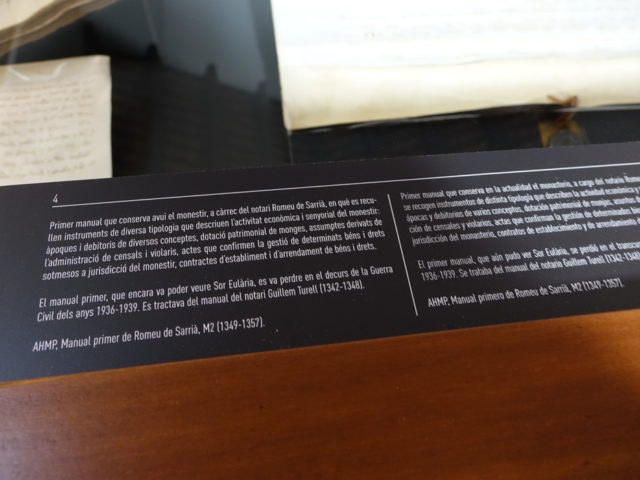 4
Primer manual que conserva avui el monestir, a càrrec del notari Romeu de Sarrià, en què es recu-
llen instruments de diversa tipologia que descriuen l'activitat econòmica i senyorial del monestir:
àpoques i debitoris de diversos conceptes, dotació patrimonial de monges, assumptes derivats de
l'administració de censals i violaris, actes que confirmen la gestió de determinats béns i drets
sotmesos a jurisdicció del monestir, contractes d'establiment i d'arrendament de béns i drets.
El manual primer, que encara va poder veure Sor Eulària, es va perdre en el decurs de la Guerra
Civil dels anys 1936-1939. Es tractava del manual del notari Guillem Turell (1342-1348).
AHMP, Manual primer de Romeu de Sarrià, M2 (1349-1357).
Primer manual que conserva en la actualidad el monasterio, a cargo del notario
se recogen instrumentos de distinta tipología que describen la actividad económica
ápocas y debitorios de varios conceptos, dotación patrimonial de monjas,
ción de censales y violarios, actos que confirman la gestión de determinados
jurisdicción del monasterio, contratos de establecimiento y de
El primer manual, que aún pudo ver Sor Eulària, se perdió en el
1936-1939. Se trataba del manual del notario Guillem Turell (1342-1348).
AHMP, Manual primero de Romeu de Sarrià, M2 (1349-1357).